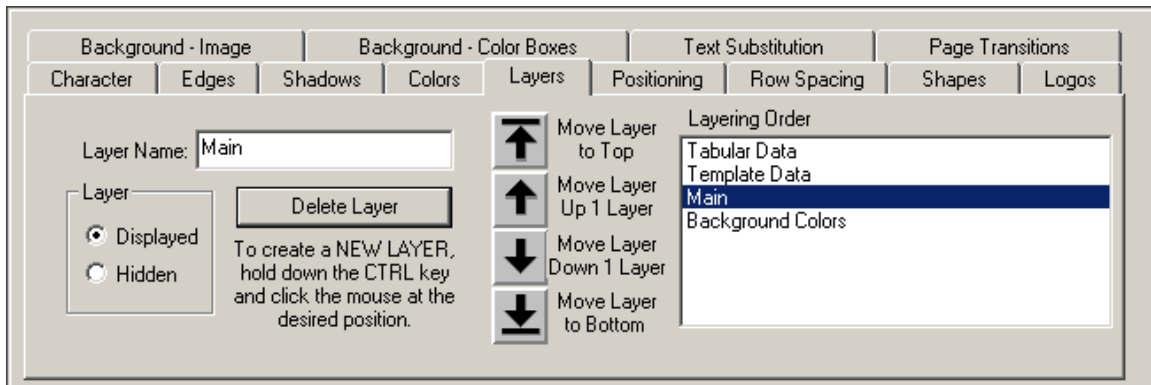 Background - Image
Background - Color Boxes
Text Substitution
Page Transitions
Character
Edges
Shadows
Colors
Layers
Positioning
Row Spacing
Shapes
Logos
Layer Name:
Main
Layer
Displayed
Hidden
Delete Layer
To create a NEW LAYER,
hold down the CTRL key
and click the mouse at the
desired position.
Move Layer
to Top
Move Layer
Up 1 Layer
Move Layer
Down 1 Layer
Move Layer
to Bottom
Layering Order
Tabular Data
Template Data
Main
Background Colors